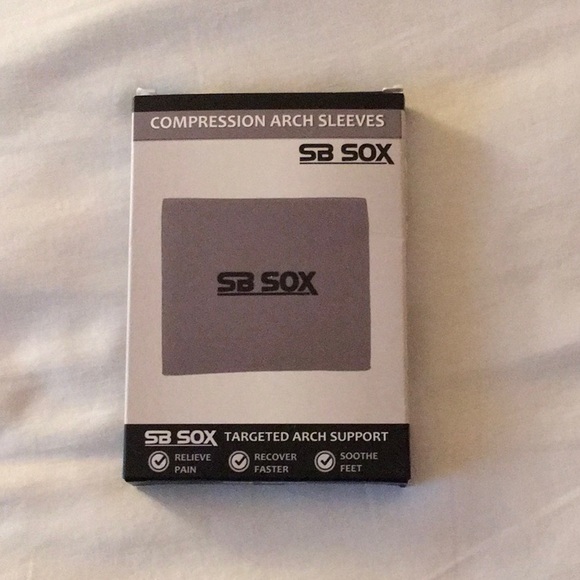 COMPRESSION ARCH SLEEVES
SB SOX
SB SOX
SB SOX TARGETED ARCH SUPPORT
RELIEVE PAIN
RECOVER FASTER
SOOTHE FEET